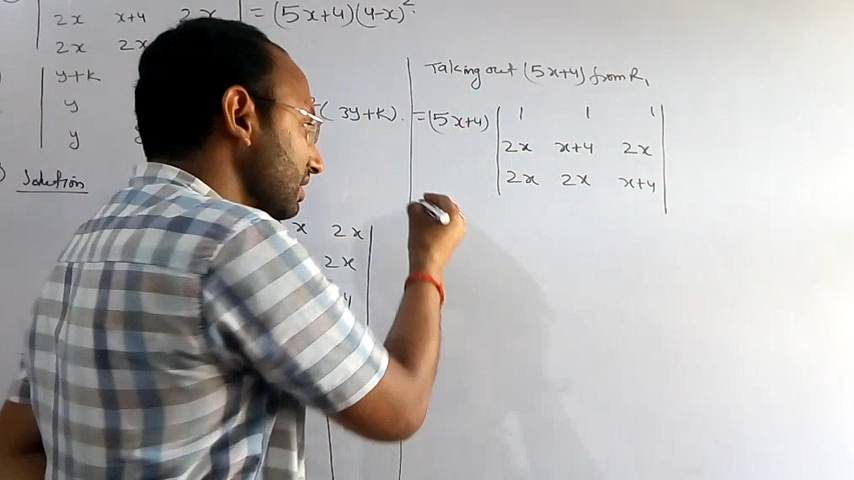 2x x+4 2x = (5x+4)(4-x)².
2x 2x
y+k
y ( 3y+k).
y
Solution
x 2x
2x
4
Taking out (5x+4) from R₁
= (5x+4) | 1 1 1 |
| 2x x+4 2x |
| 2x 2x x+4 |